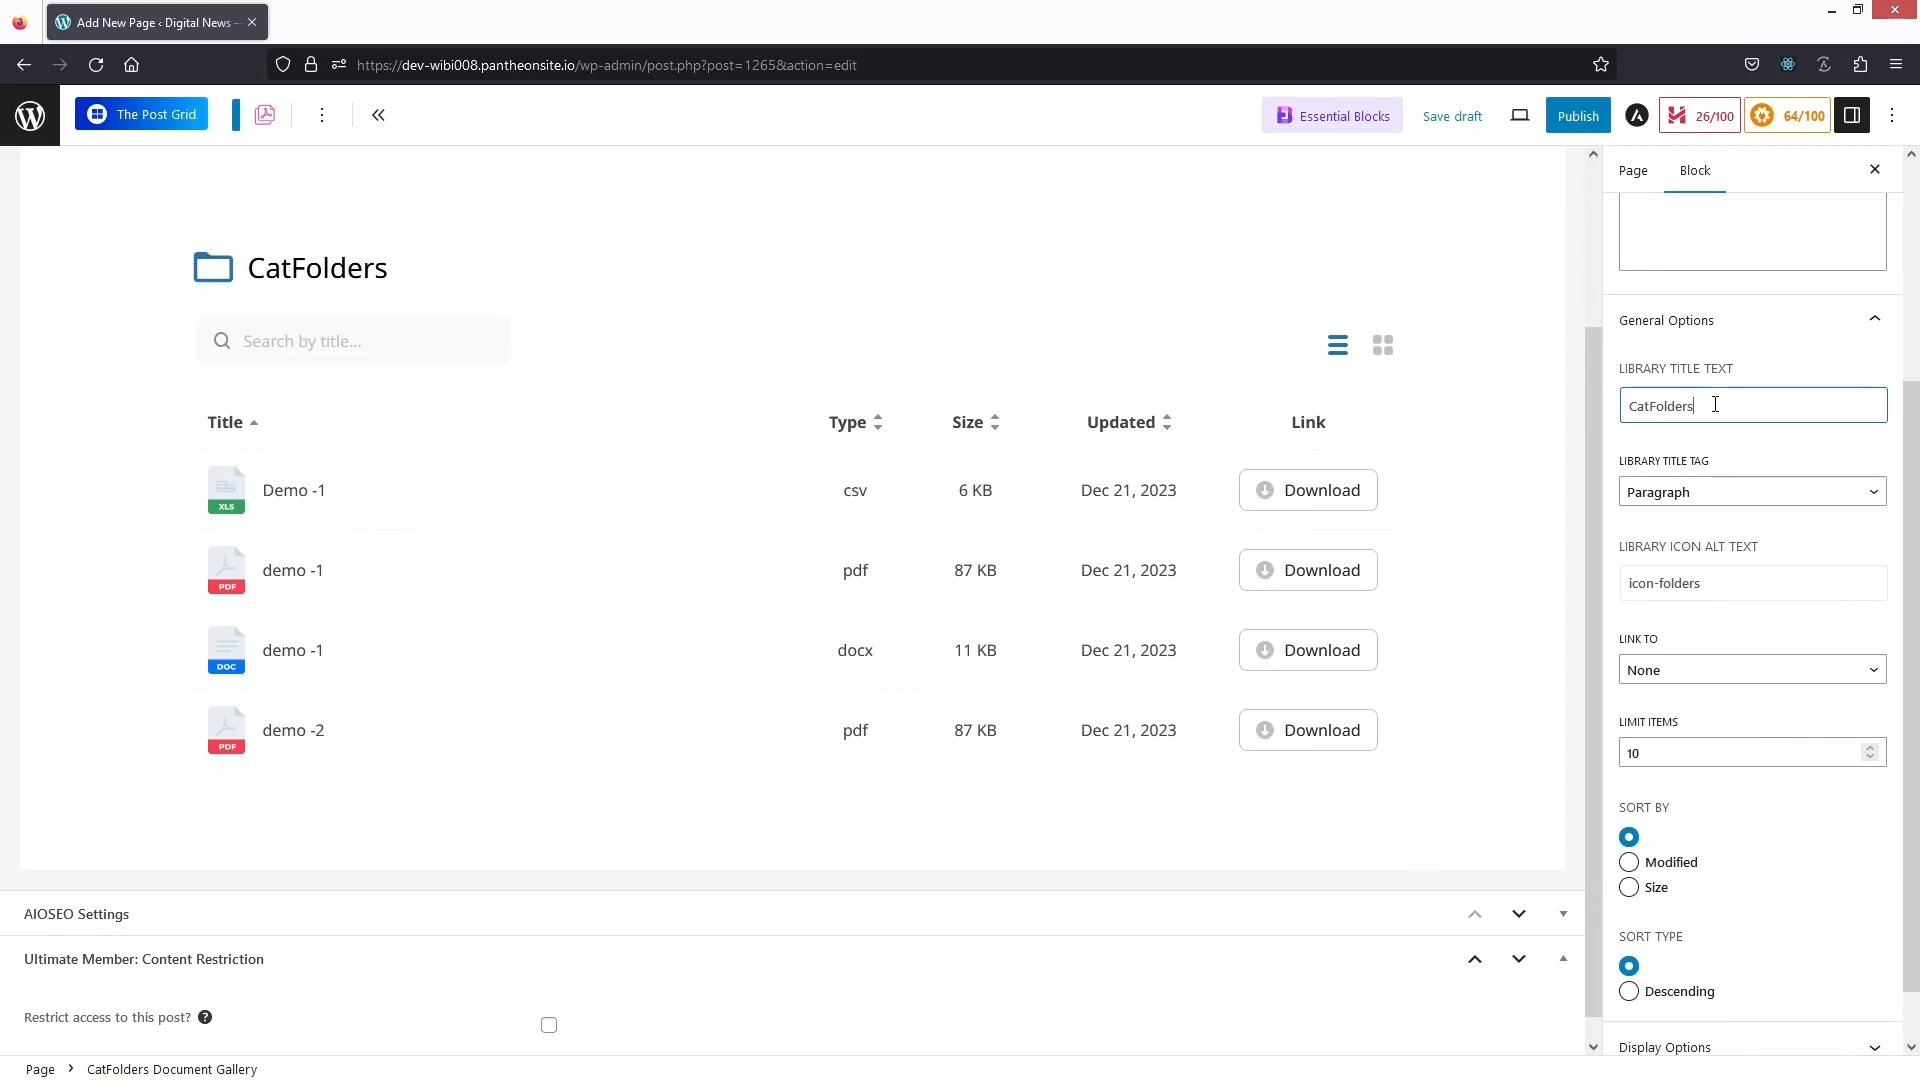 Add New Page ‹ Digital News —
https://dev-wibi008.pantheonsite.io/wp-admin/post.php?post=1265&action=edit
The Post Grid
Essential Blocks
Save draft
Publish
26/100
64/100
Page
Block
CatFolders
Search by title...
Title
Type
Size
Updated
Link
XLS
Demo -1
csv
6 KB
Dec 21, 2023
Download
PDF
demo -1
pdf
87 KB
Dec 21, 2023
Download
DOC
demo -1
docx
11 KB
Dec 21, 2023
Download
PDF
demo -2
pdf
87 KB
Dec 21, 2023
Download
General Options
LIBRARY TITLE TEXT
CatFolders
LIBRARY TITLE TAG
Paragraph
LIBRARY ICON ALT TEXT
icon-folders
LINK TO
None
LIMIT ITEMS
10
SORT BY
Modified
Size
SORT TYPE
Descending
Display Options
AIOSEO Settings
Ultimate Member: Content Restriction
Restrict access to this post? ?
Page
CatFolders Document Gallery